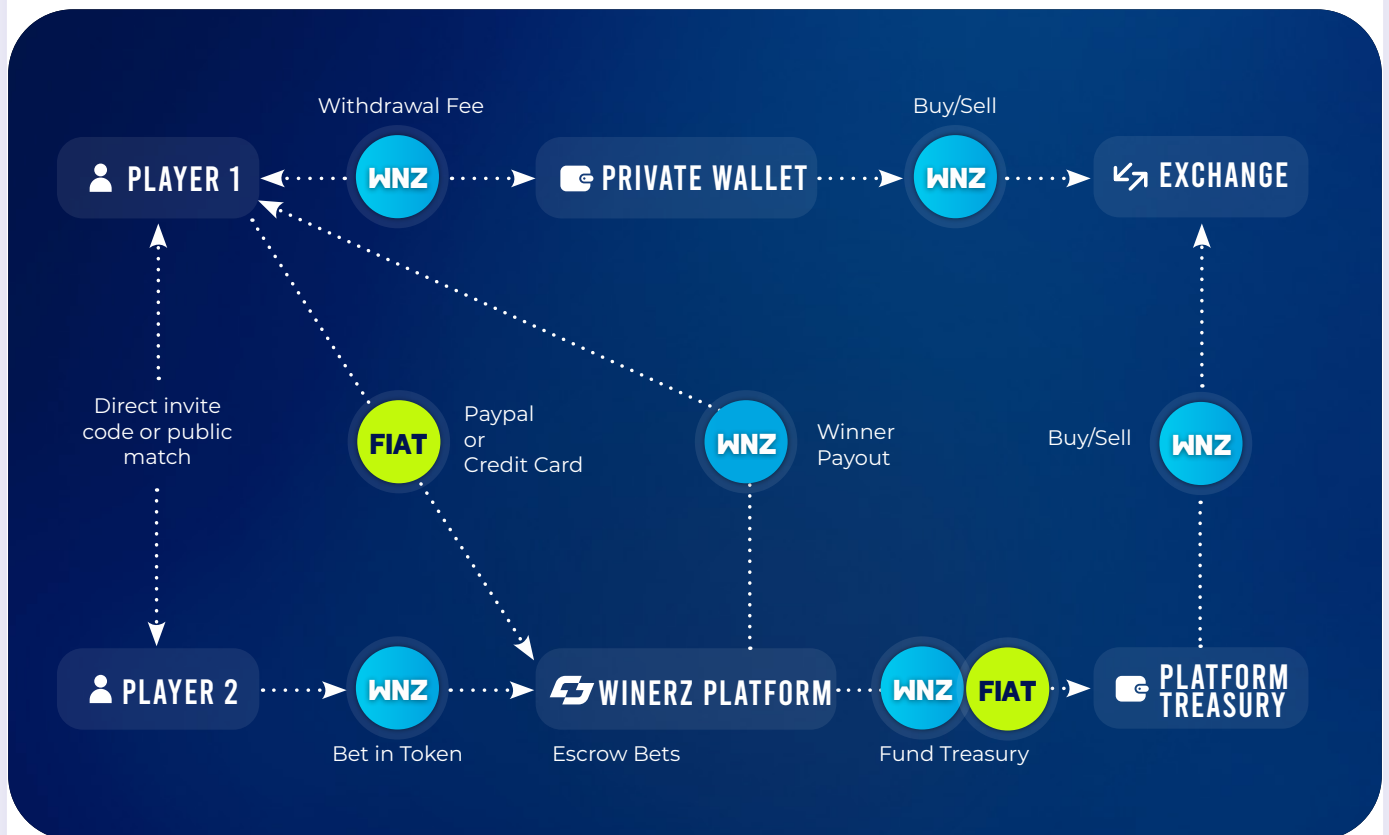 Withdrawal Fee
Buy/Sell
PLAYER 1
WNZ
PRIVATE WALLET
WNZ
EXCHANGE
Direct invite
code or public
match
FIAT
Paypal
or
Credit Card
WNZ
Winner
Payout
Buy/Sell
WNZ
PLAYER 2
WNZ
WINERZ PLATFORM
WNZ
FIAT
PLATFORM
TREASURY
Bet in Token
Escrow Bets
Fund Treasury